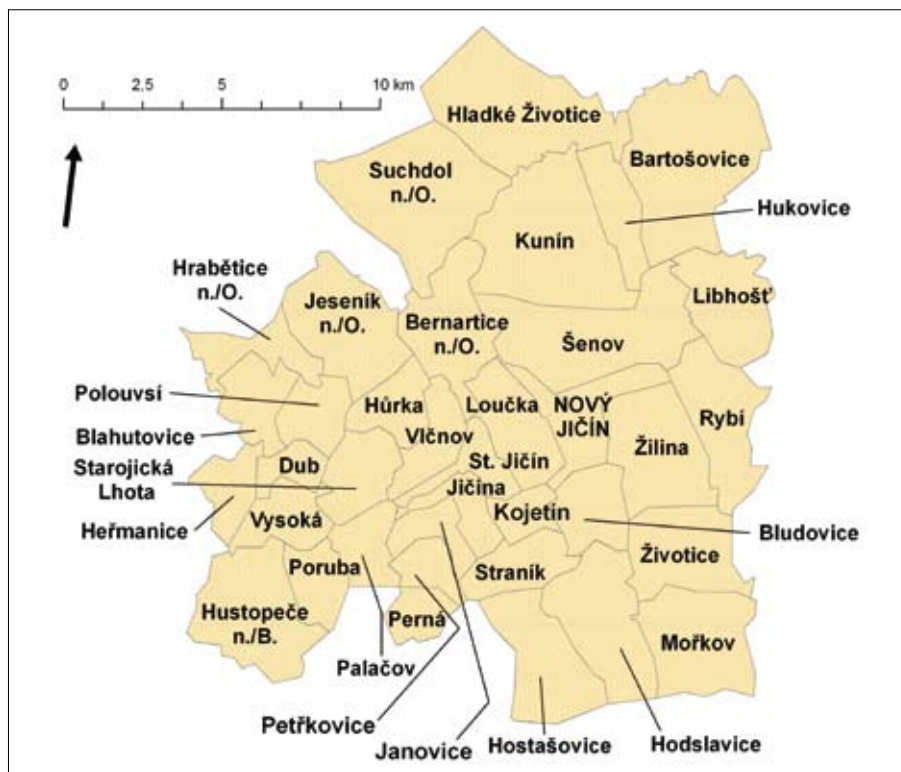 0 2,5 5 10 km
Hladké Životice
Bartošovice
Suchdol
n./O.
Hukovice
Kunín
Hrabětice
n./O.
Jeseník
n./O.
Libhošť
Bernartice
n./O.
Šenov
Polouvsí
Hůrka
Loučka
NOVÝ
JIČÍN
Rybí
Blahutovice
Vlčnov
Žilina
Starojická
Lhota
Dub
St. Jičín
Jičina
Heřmanice
Vysoká
Kojetín
Bludovice
Poruba
Straník
Životice
Hustopeče
n./B.
Perná
Mořkov
Palačov
Petřkovice
Janovice
Hostašovice
Hodslavice